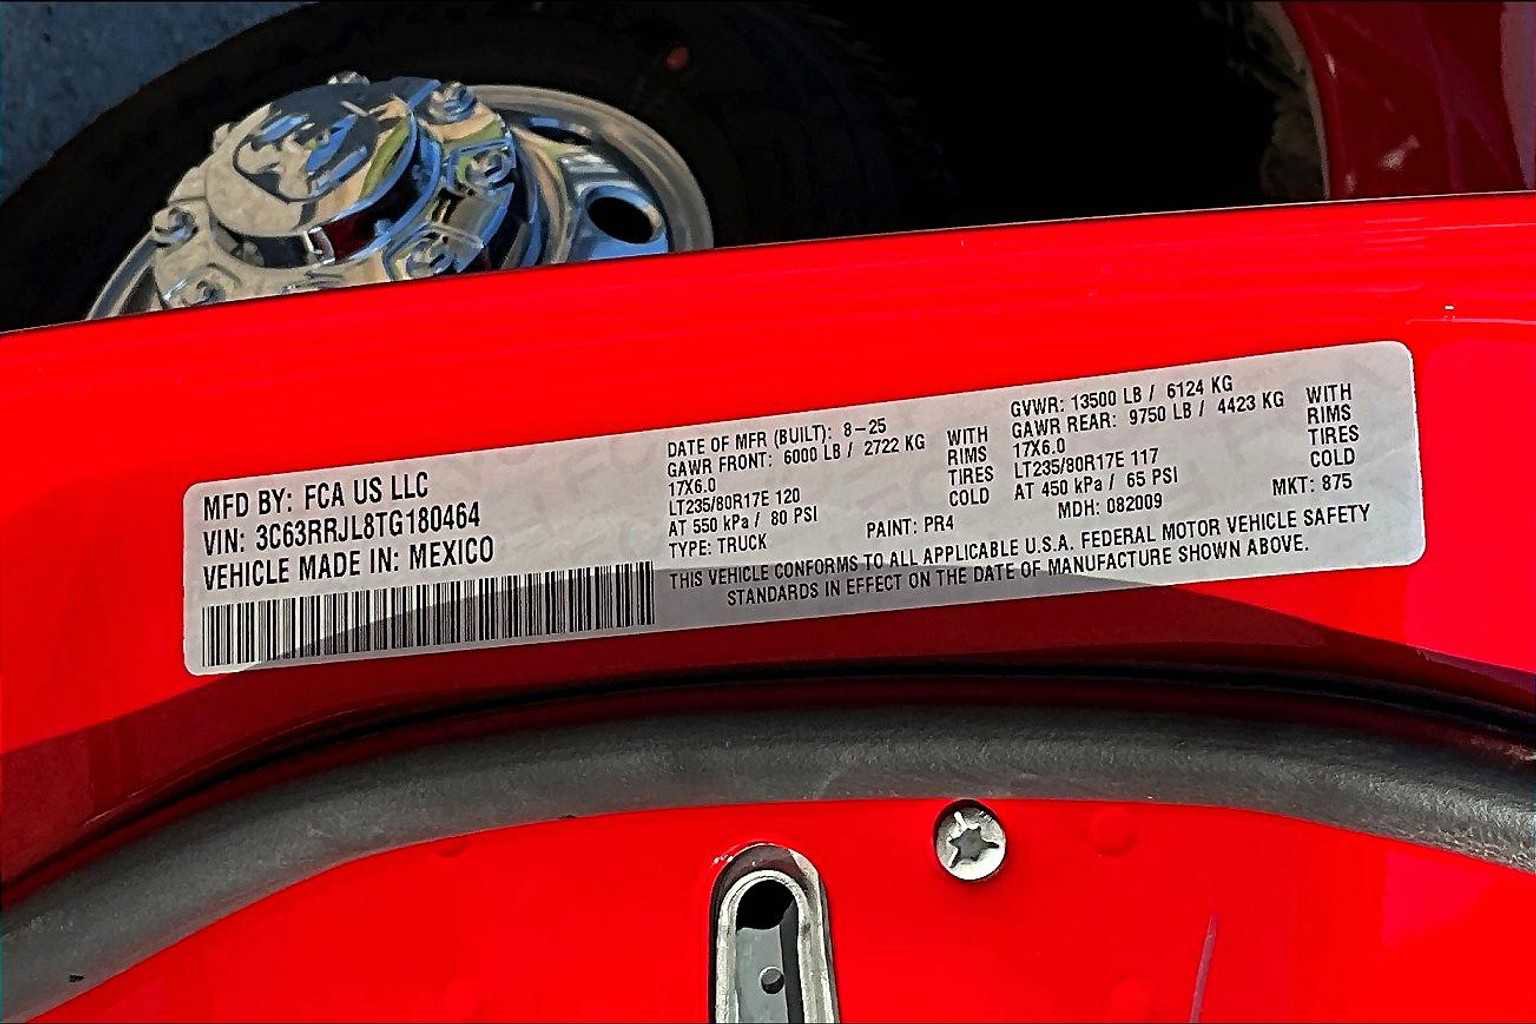 MFD BY: FCA US LLC
VIN: 3C63RRJL8TG180464
VEHICLE MADE IN: MEXICO
DATE OF MFR (BUILT): 8-25
GAWR FRONT: 6000 LB / 2722 KG WITH
17X6.0 RIMS
LT235/80R17E 120 TIRES
AT 550 kPa / 80 PSI COLD
TYPE: TRUCK PAINT: PR4
GVWR: 13500 LB / 6124 KG
GAWR REAR: 9750 LB / 4423 KG WITH
17X6.0 RIMS
LT235/80R17E 117 TIRES
AT 450 kPa / 65 PSI COLD
MDH: 082009 MKT: 875
THIS VEHICLE CONFORMS TO ALL APPLICABLE U.S.A. FEDERAL MOTOR VEHICLE SAFETY
STANDARDS IN EFFECT ON THE DATE OF MANUFACTURE SHOWN ABOVE.